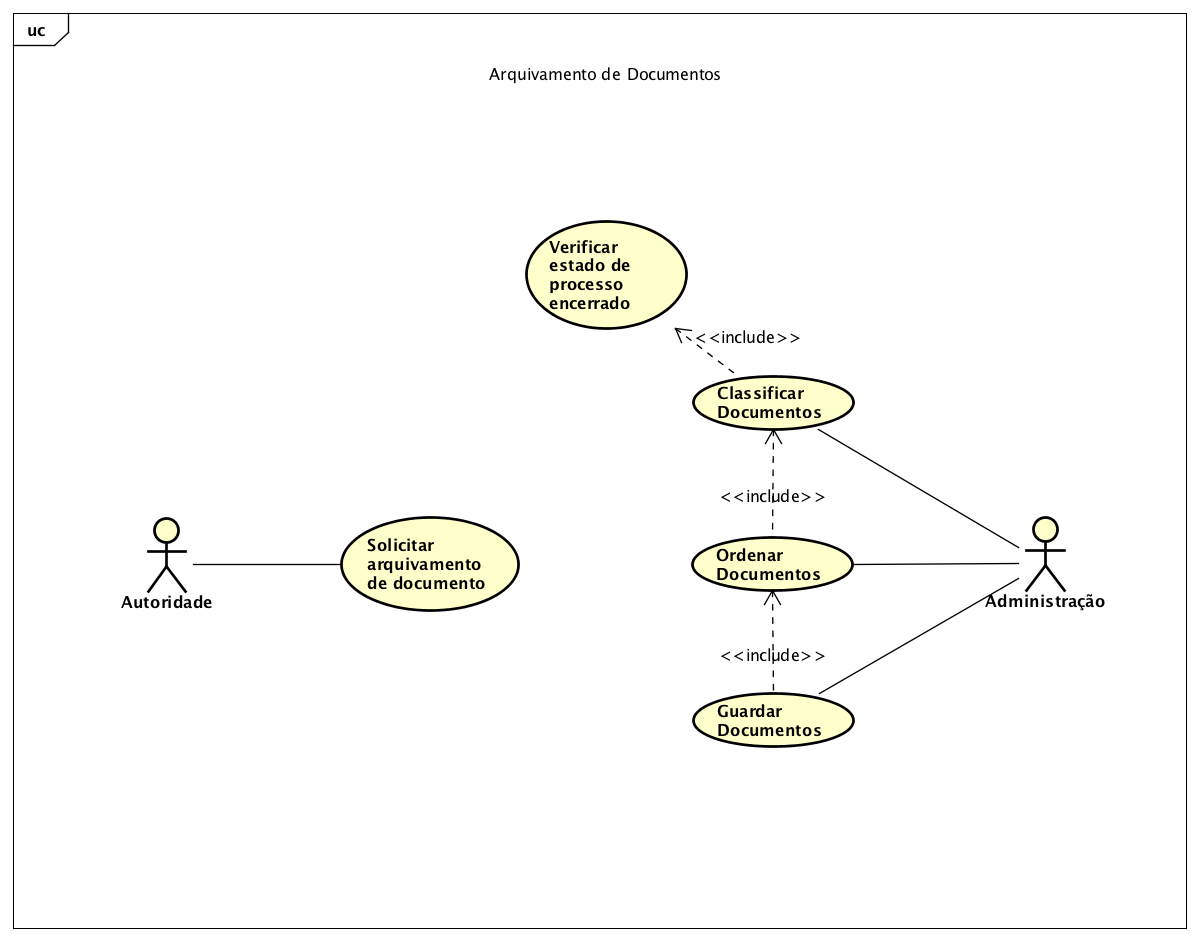 uc
Arquivamento de Documentos
Verificar
estado de
processo
encerrado
<<include>>
Classificar
Documentos
<<include>>
Solicitar
arquivamento
de documento
Autoridade
Ordenar
Documentos
Administração
<<include>>
Guardar
Documentos